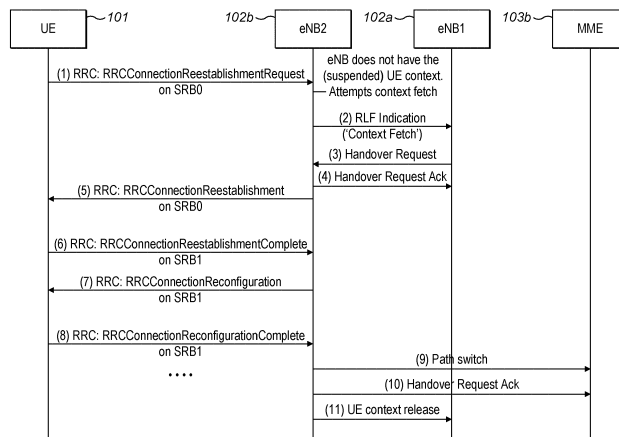 UE 101
eNB2 102b
eNB1 102a
MME 103b
eNB does not have the
(suspended) UE context.
Attempts context fetch
(1) RRC: RRCConnectionReestablishmentRequest
on SRB0
(2) RLF Indication
('Context Fetch')
(3) Handover Request
(4) Handover Request Ack
(5) RRC: RRCConnectionReestablishment
on SRB0
(6) RRC: RRCConnectionReestablishmentComplete
on SRB1
(7) RRC: RRCConnectionReconfiguration
on SRB1
(8) RRC: RRCConnectionReconfigurationComplete
on SRB1
(9) Path switch
(10) Handover Request Ack
(11) UE context release